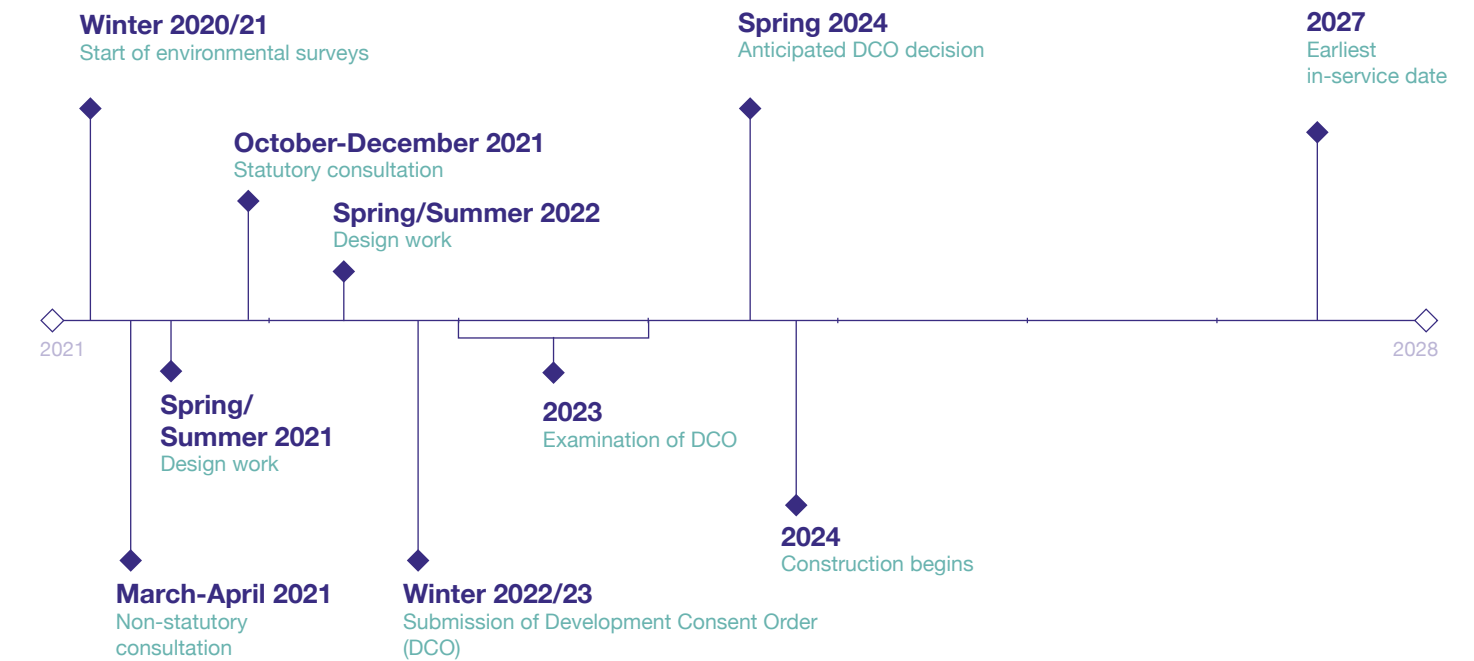 Winter 2020/21
Start of environmental surveys
Spring 2024
Anticipated DCO decision
2027
Earliest
in-service date
October-December 2021
Statutory consultation
Spring/Summer 2022
Design work
2021
2028
Spring/
Summer 2021
Design work
2023
Examination of DCO
2024
Construction begins
March-April 2021
Non-statutory
consultation
Winter 2022/23
Submission of Development Consent Order
(DCO)